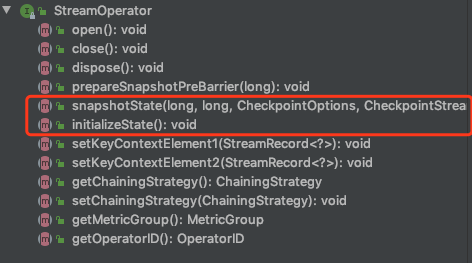 StreamOperator
open(): void
close(): void
dispose(): void
prepareSnapshotPreBarrier(long): void
snapshotState(long, long, CheckpointOptions, CheckpointStrea
initializeState(): void
setKeyContextElement1(StreamRecord<?>): void
setKeyContextElement2(StreamRecord<?>): void
getChainingStrategy(): ChainingStrategy
setChainingStrategy(ChainingStrategy): void
getMetricGroup(): MetricGroup
getOperatorID(): OperatorID